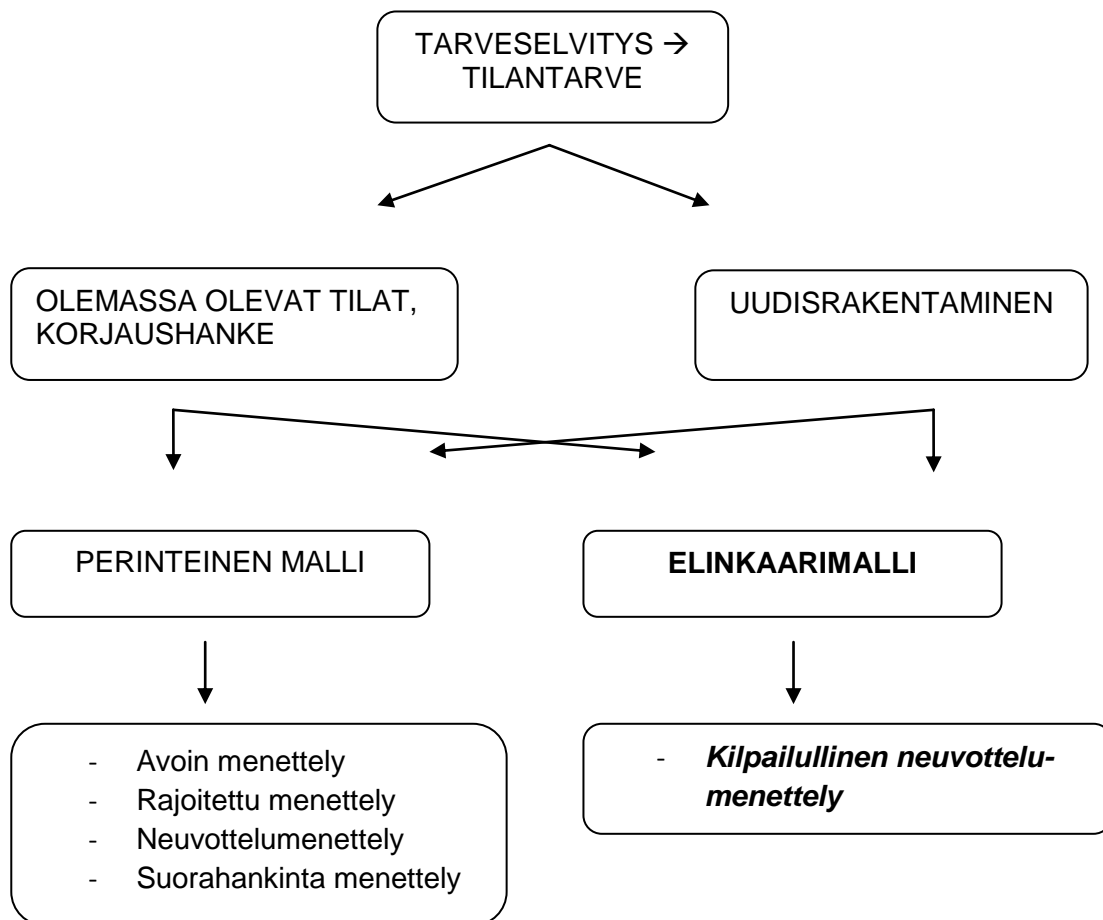 TARVESELVITYS →
TILANTARVE
OLEMASSA OLEVAT TILAT,
KORJAUSHANKE
UUDISRAKENTAMINEN
PERINTEINEN MALLI
ELINKAARIMALLI
- Avoin menettely
- Rajoitettu menettely
- Neuvottelumenettely
- Suorahankinta menettely
- Kilpailullinen neuvottelu-
menettely